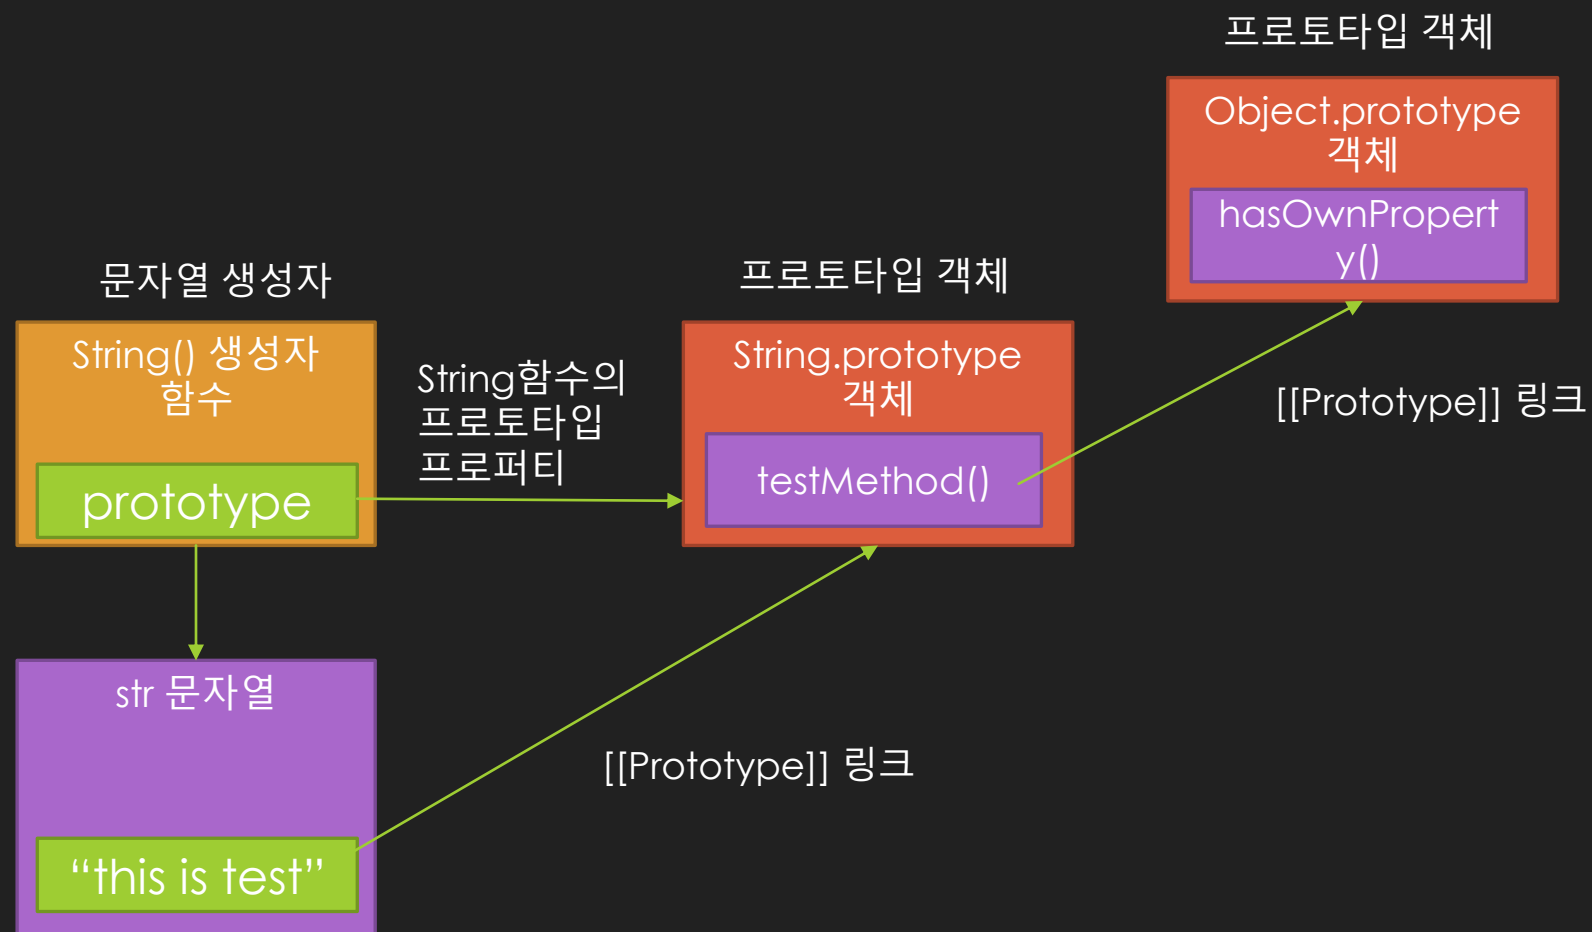 프로토타입 객체
Object.prototype
객체
hasOwnPropert
y()
문자열 생성자
String() 생성자
함수
prototype
String함수의
프로토타입
프로퍼티
프로토타입 객체
String.prototype
객체
testMethod()
[[Prototype]] 링크
str 문자열
“this is test”
[[Prototype]] 링크